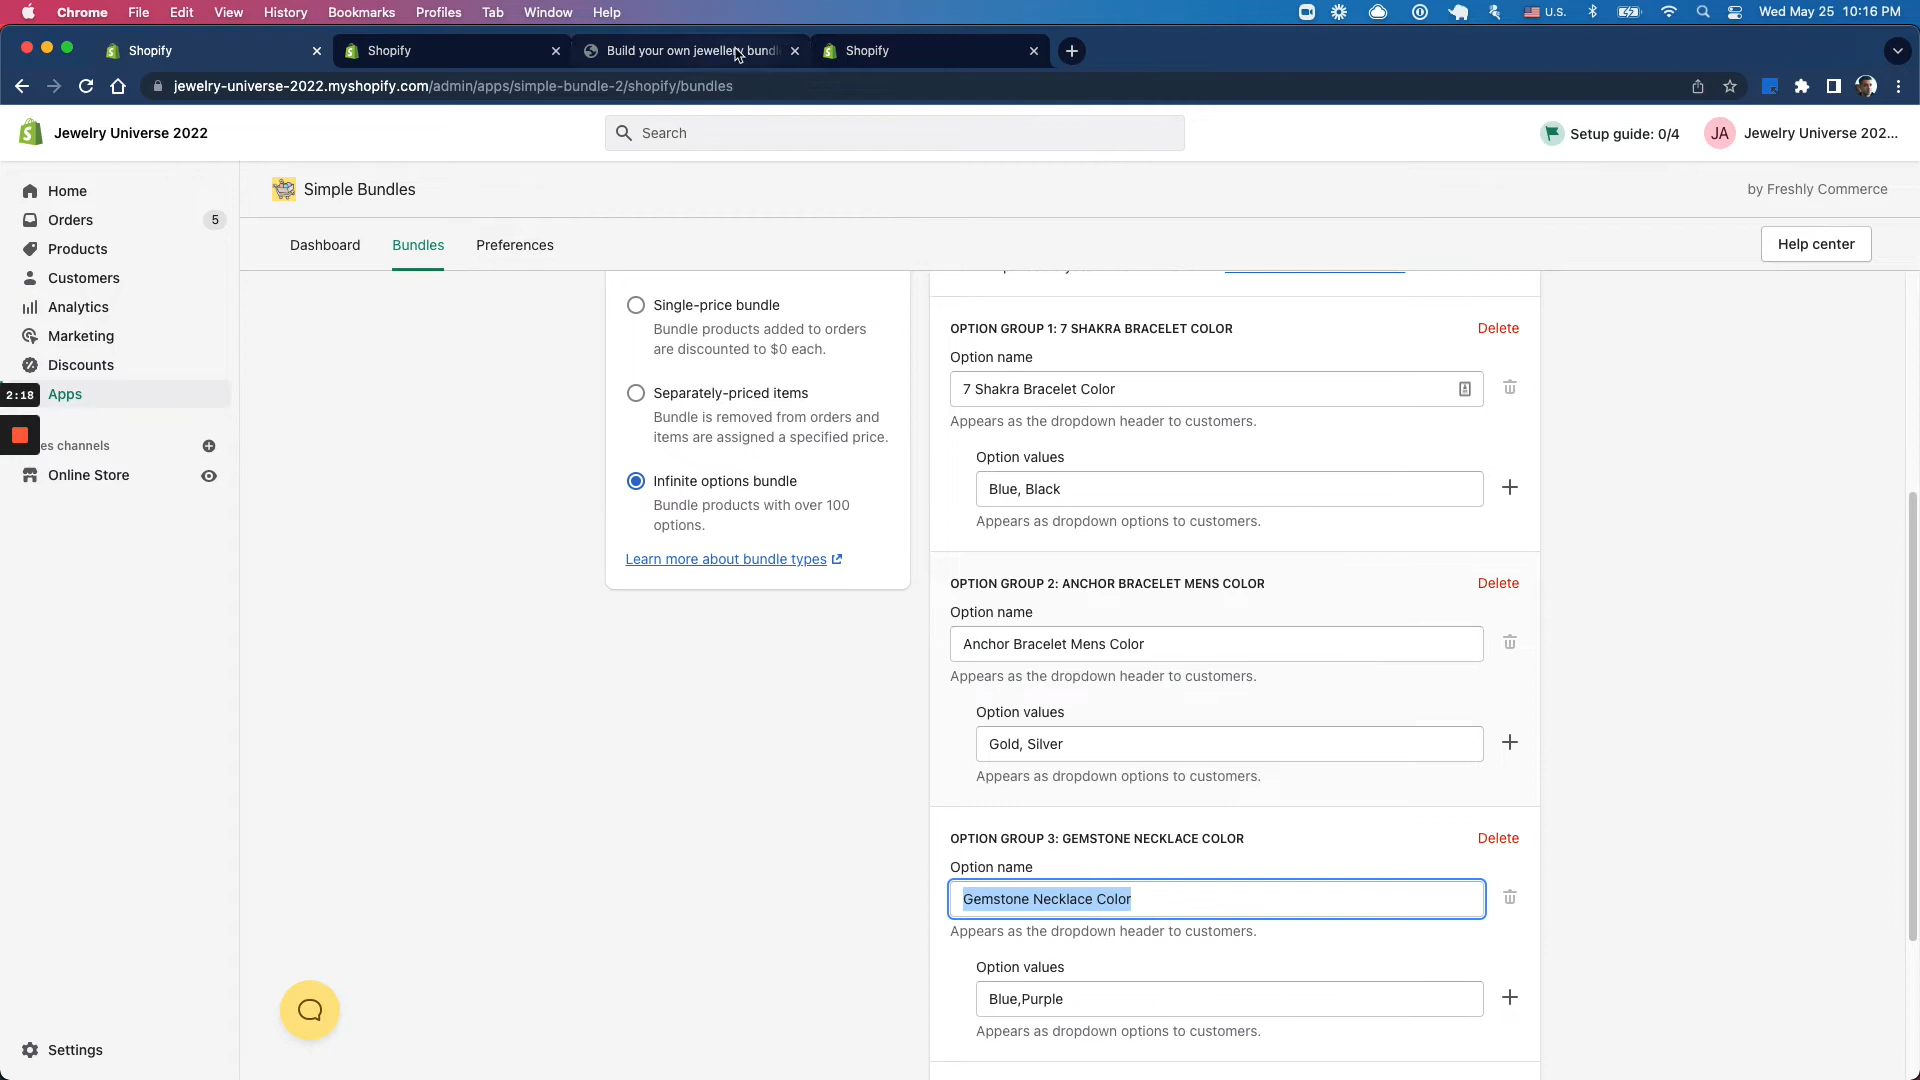 Chrome File Edit View History Bookmarks Profiles Tab Window Help U.S. Wed May 25 10:16 PM
Shopify Shopify Build your own jewellery bundl Shopify
jewelry-universe-2022.myshopify.com/admin/apps/simple-bundle-2/shopify/bundles
Jewelry Universe 2022
Search
Setup guide: 0/4
JA
Jewelry Universe 202...
Home
Orders 5
Products
Customers
Analytics
Marketing
Discounts
2:18 Apps
es channels
Online Store
Settings
Simple Bundles
by Freshly Commerce
Dashboard Bundles Preferences
Help center
Single-price bundle
Bundle products added to orders
are discounted to $0 each.
Separately-priced items
Bundle is removed from orders and
items are assigned a specified price.
Infinite options bundle
Bundle products with over 100
options.
Learn more about bundle types
OPTION GROUP 1: 7 SHAKRA BRACELET COLOR Delete
Option name
7 Shakra Bracelet Color
Appears as the dropdown header to customers.
Option values
Blue, Black
Appears as dropdown options to customers.
OPTION GROUP 2: ANCHOR BRACELET MENS COLOR Delete
Option name
Anchor Bracelet Mens Color
Appears as the dropdown header to customers.
Option values
Gold, Silver
Appears as dropdown options to customers.
OPTION GROUP 3: GEMSTONE NECKLACE COLOR Delete
Option name
Gemstone Necklace Color
Appears as the dropdown header to customers.
Option values
Blue,Purple
Appears as dropdown options to customers.